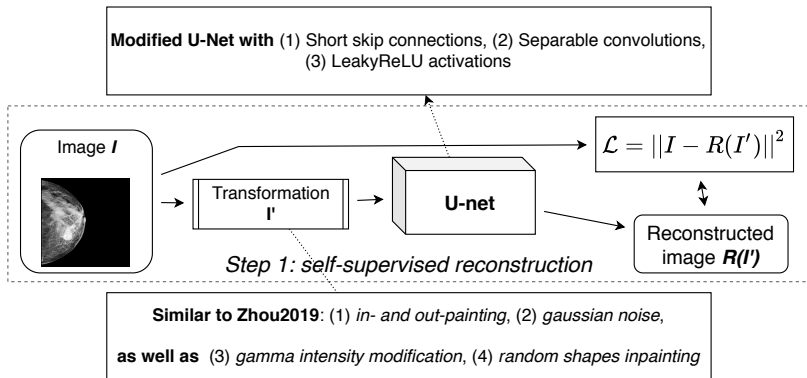 Modified U-Net with (1) Short skip connections, (2) Separable convolutions,
(3) LeakyReLU activations
Image I
Transformation
I'
U-net
ℒ = ||I − R(I′)||²
Reconstructed
image R(I')
Step 1: self-supervised reconstruction
Similar to Zhou2019: (1) in- and out-painting, (2) gaussian noise,
as well as (3) gamma intensity modification, (4) random shapes inpainting